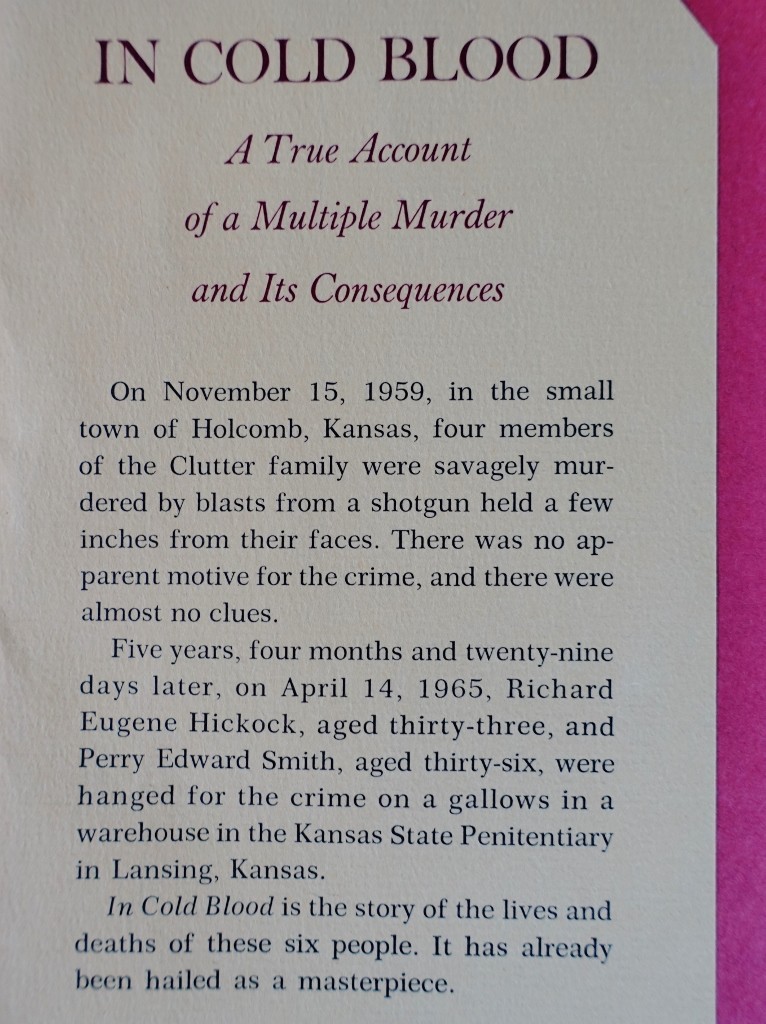 IN COLD BLOOD
A True Account
of a Multiple Murder
and Its Consequences
On November 15, 1959, in the small
town of Holcomb, Kansas, four members
of the Clutter family were savagely mur-
dered by blasts from a shotgun held a few
inches from their faces. There was no ap-
parent motive for the crime, and there were
almost no clues.
Five years, four months and twenty-nine
days later, on April 14, 1965, Richard
Eugene Hickock, aged thirty-three, and
Perry Edward Smith, aged thirty-six, were
hanged for the crime on a gallows in a
warehouse in the Kansas State Penitentiary
in Lansing, Kansas.
In Cold Blood is the story of the lives and
deaths of these six people. It has already
been hailed as a masterpiece.